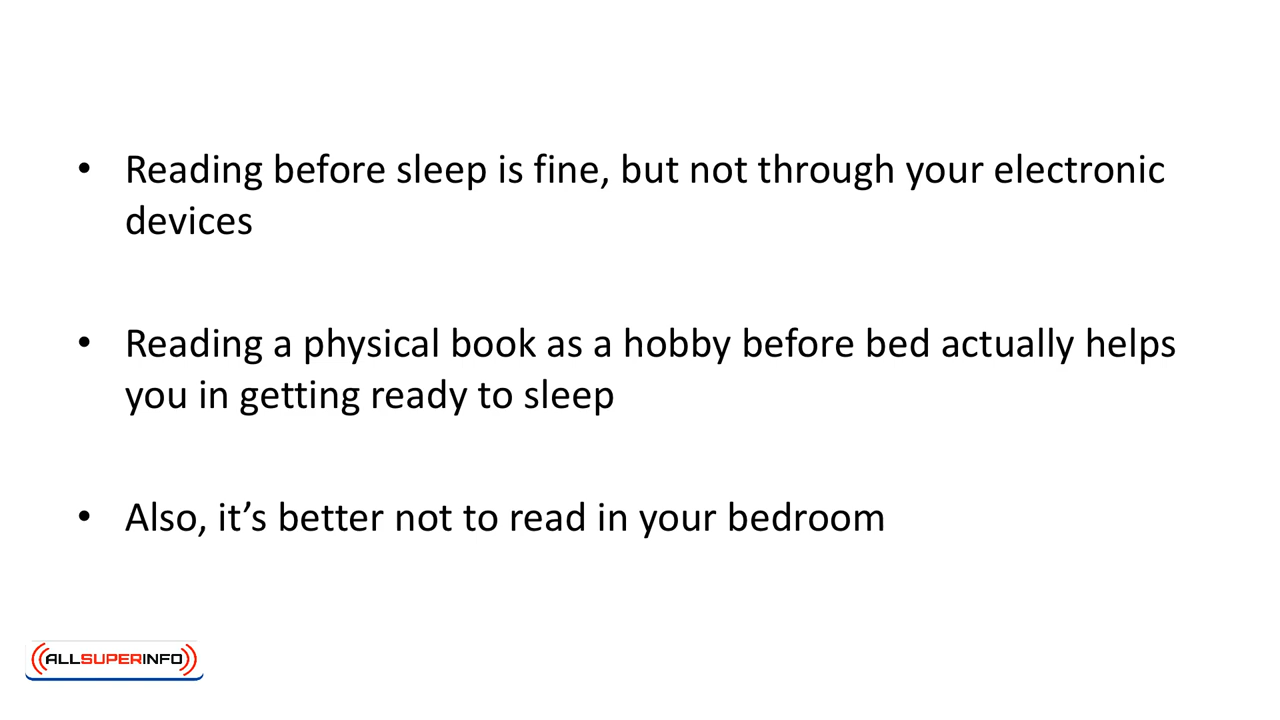 • Reading before sleep is fine, but not through your electronic
devices
• Reading a physical book as a hobby before bed actually helps
you in getting ready to sleep
• Also, it’s better not to read in your bedroom
ALLSUPERINFO